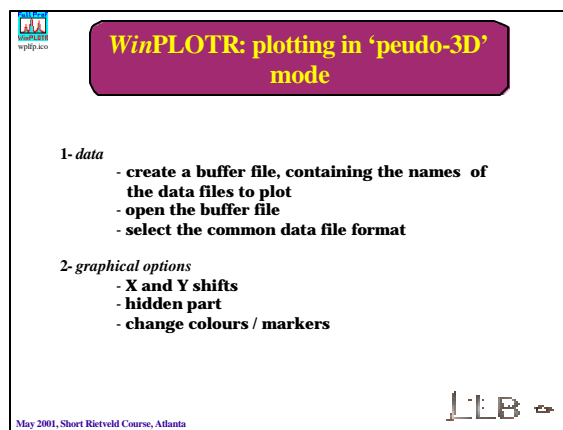 FullProf
WinPLOTR
wplfp.ico
WinPLOTR: plotting in ‘peudo-3D’
mode
1- data
- create a buffer file, containing the names of
the data files to plot
- open the buffer file
- select the common data file format
2- graphical options
- X and Y shifts
- hidden part
- change colours / markers
LLB
May 2001, Short Rietveld Course, Atlanta